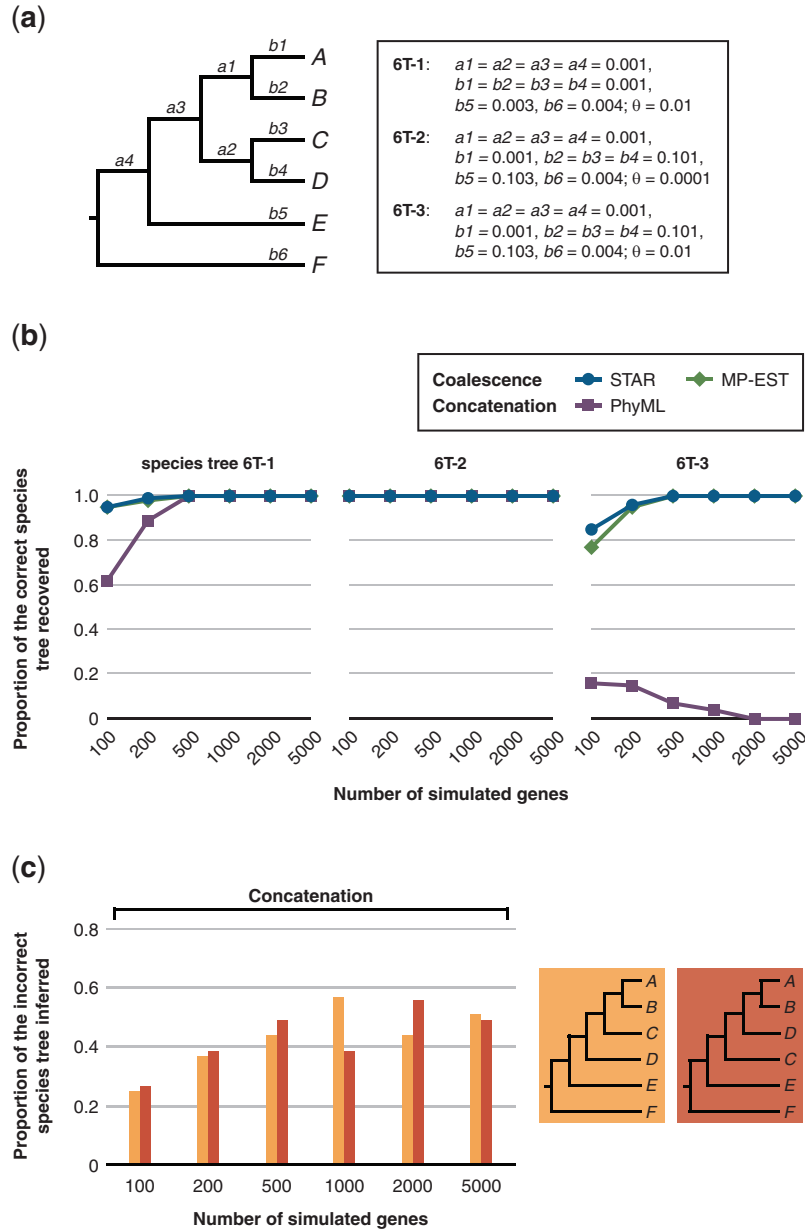 (a)
b1
A
a1
b2
B
a3
b3
C
a2
a4
b4
D
b5
E
b6
F
6T-1: a1 = a2 = a3 = a4 = 0.001,
b1 = b2 = b3 = b4 = 0.001,
b5 = 0.003, b6 = 0.004; θ = 0.01
6T-2: a1 = a2 = a3 = a4 = 0.001,
b1 = 0.001, b2 = b3 = b4 = 0.101,
b5 = 0.103, b6 = 0.004; θ = 0.0001
6T-3: a1 = a2 = a3 = a4 = 0.001,
b1 = 0.001, b2 = b3 = b4 = 0.101,
b5 = 0.103, b6 = 0.004; θ = 0.01
(b)
Coalescence STAR MP-EST
Concatenation PhyML
species tree 6T-1 6T-2 6T-3
Proportion of the correct species
tree recovered
1.0
0.8
0.6
0.4
0.2
0
100 200 500 1000 2000 5000 100 200 500 1000 2000 5000 100 200 500 1000 2000 5000
Number of simulated genes
(c)
Concatenation
Proportion of the incorrect
species tree inferred
0.8
0.6
0.4
0.2
0
100 200 500 1000 2000 5000
Number of simulated genes
A
B
C
D
E
F
A
B
D
C
E
F